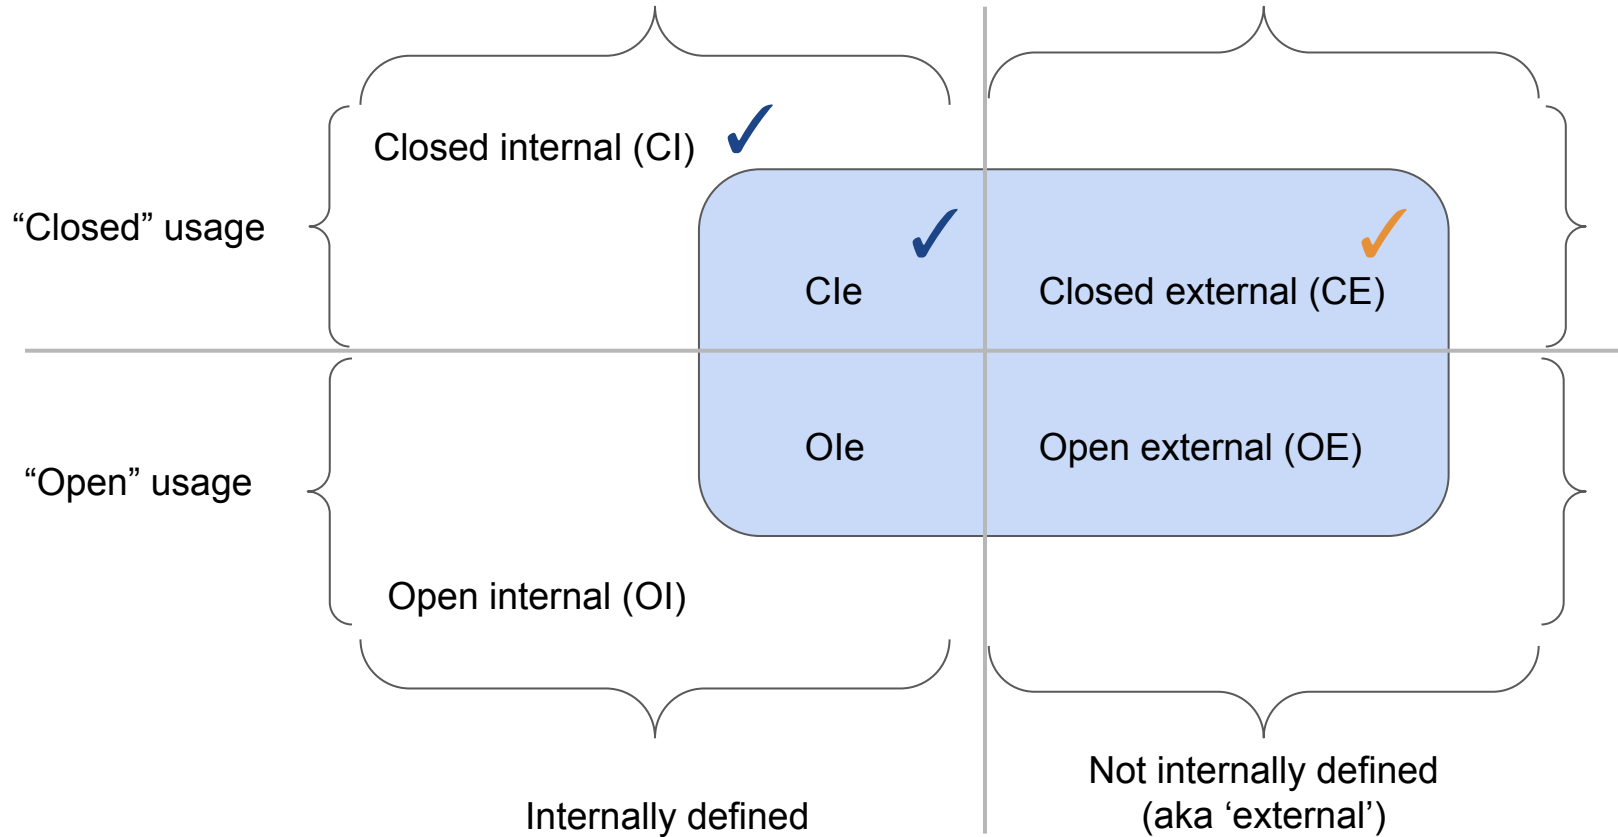 Closed internal (CI)
“Closed” usage
CIe
Closed external (CE)
OIe
Open external (OE)
“Open” usage
Open internal (OI)
Internally defined
Not internally defined
(aka ‘external’)